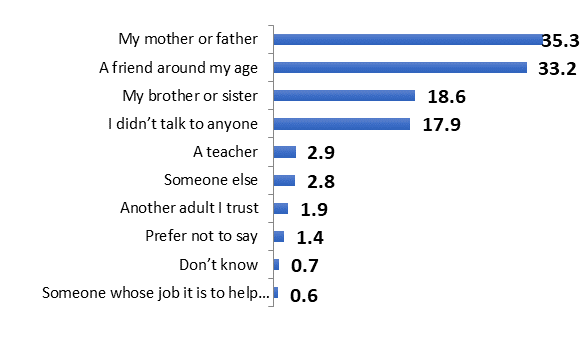 My mother or father 35.3
A friend around my age 33.2
My brother or sister 18.6
I didn’t talk to anyone 17.9
A teacher 2.9
Someone else 2.8
Another adult I trust 1.9
Prefer not to say 1.4
Don’t know 0.7
Someone whose job it is to help... 0.6